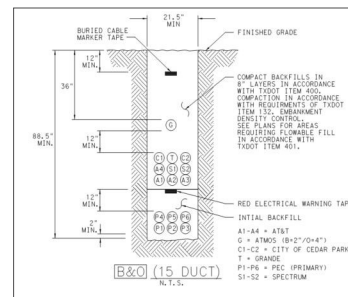 21.5"
MIN
BURIED CABLE
MARKER TAPE
FINISHED GRADE
12"
MIN.
36"
88.5"
MIN.
COMPACT BACKFILLS IN
8" LAYERS IN ACCORDANCE
WITH TXDOT ITEM 400.
COMPACTION IN ACCORDANCE
WITH REQUIRMENTS OF TXDOT
ITEM 132. EMBANKMENT
DENSITY CONTROL.
SEE PLANS FOR AREAS
REQUIRING FLOWABLE FILL
IN ACCORDANCE WITH
TXDOT ITEM 401.
G
12"
MIN.
C1 T C2
A4 S1 S2
A1 A2 A3
RED ELECTRICAL WARNING TAP
12"
MIN.
INTIAL BACKFILL
2"
MIN.
P4 P5 P6
P1 P2 P3
A1-A4 = AT&T
G = ATMOS (B=2"/O=4")
C1-C2 = CITY OF CEDAR PARK
T = GRANDE
P1-P6 = PEC (PRIMARY)
S1-S2 = SPECTRUM
B&O (15 DUCT)
N.T.S.